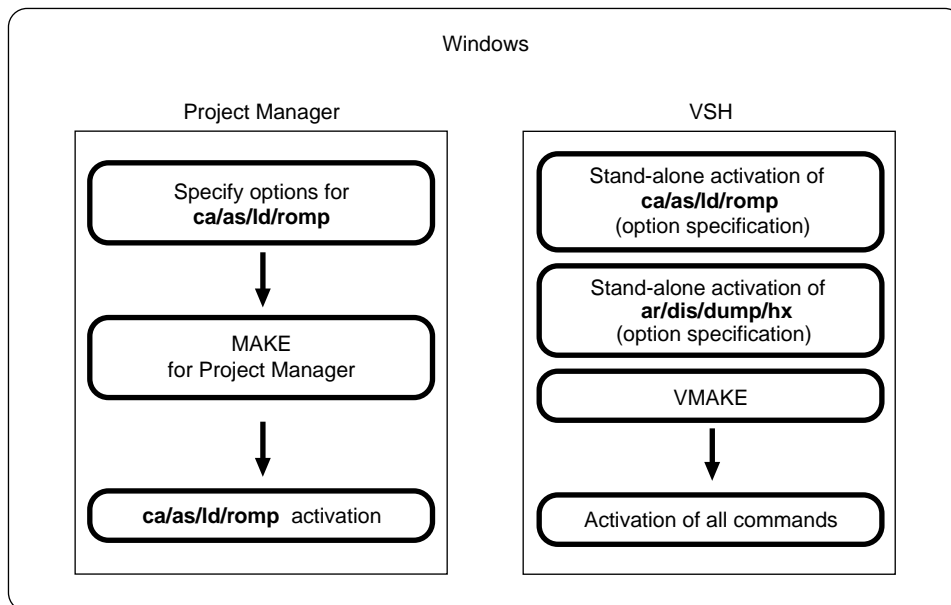 Windows
Project Manager
Specify options for
ca/as/ld/romp
MAKE
for Project Manager
ca/as/ld/romp activation
VSH
Stand-alone activation of
ca/as/ld/romp
(option specification)
Stand-alone activation of
ar/dis/dump/hx
(option specification)
VMAKE
Activation of all commands